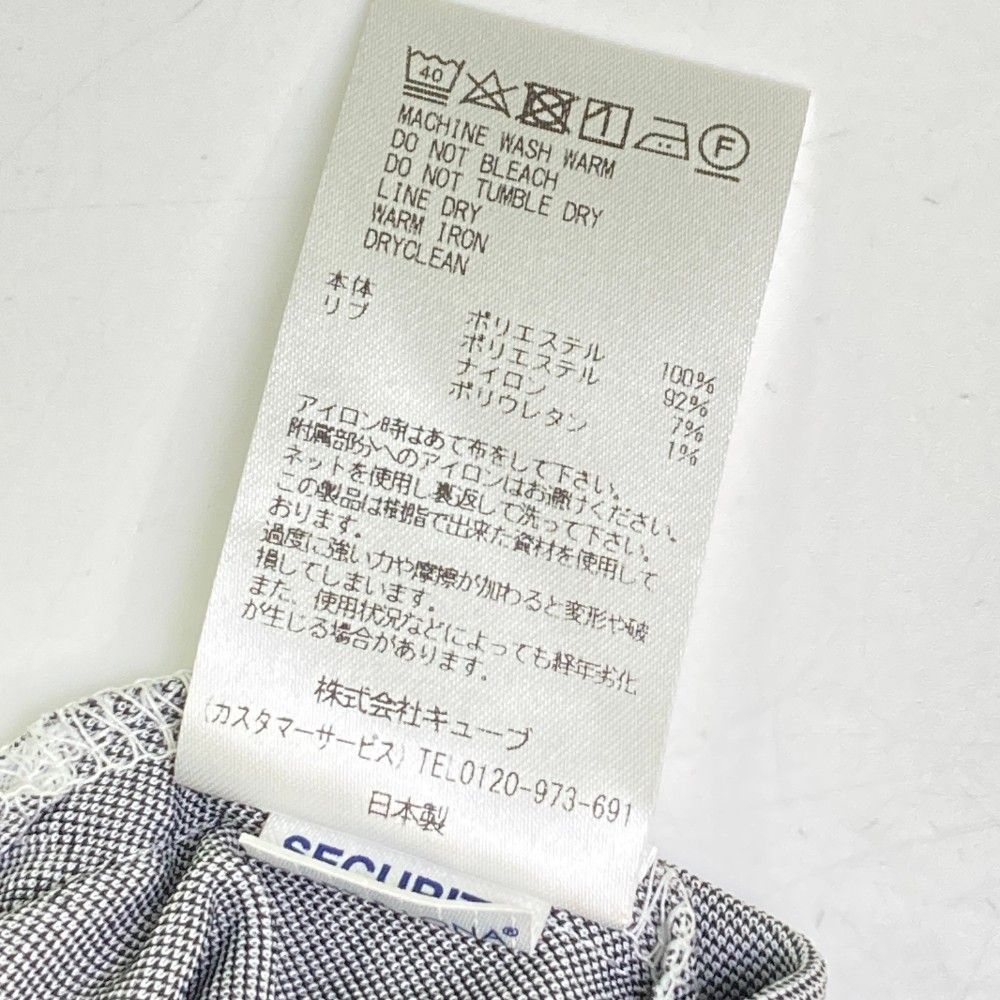 40
F
MACHINE WASH WARM
DO NOT BLEACH
DO NOT TUMBLE DRY
LINE DRY
WARM IRON
DRYCLEAN
本体 ポリエステル 100%
リブ ポリエステル 92%
ナイロン 7%
ポリウレタン 1%
アイロン時はあて布をして下さい。
附属部分へのアイロンはお避けください。
ネットを使用し裏返して洗って下さい。
この製品は樹脂で出来た資材を使用して
おります。
過度に強い力や摩擦が加わると変形や破
損してしまいます。
また、使用状況などによっても経年劣化
が生じる場合があります。
株式会社キューブ
(カスタマーサービス) TEL0120-973-691
日本製